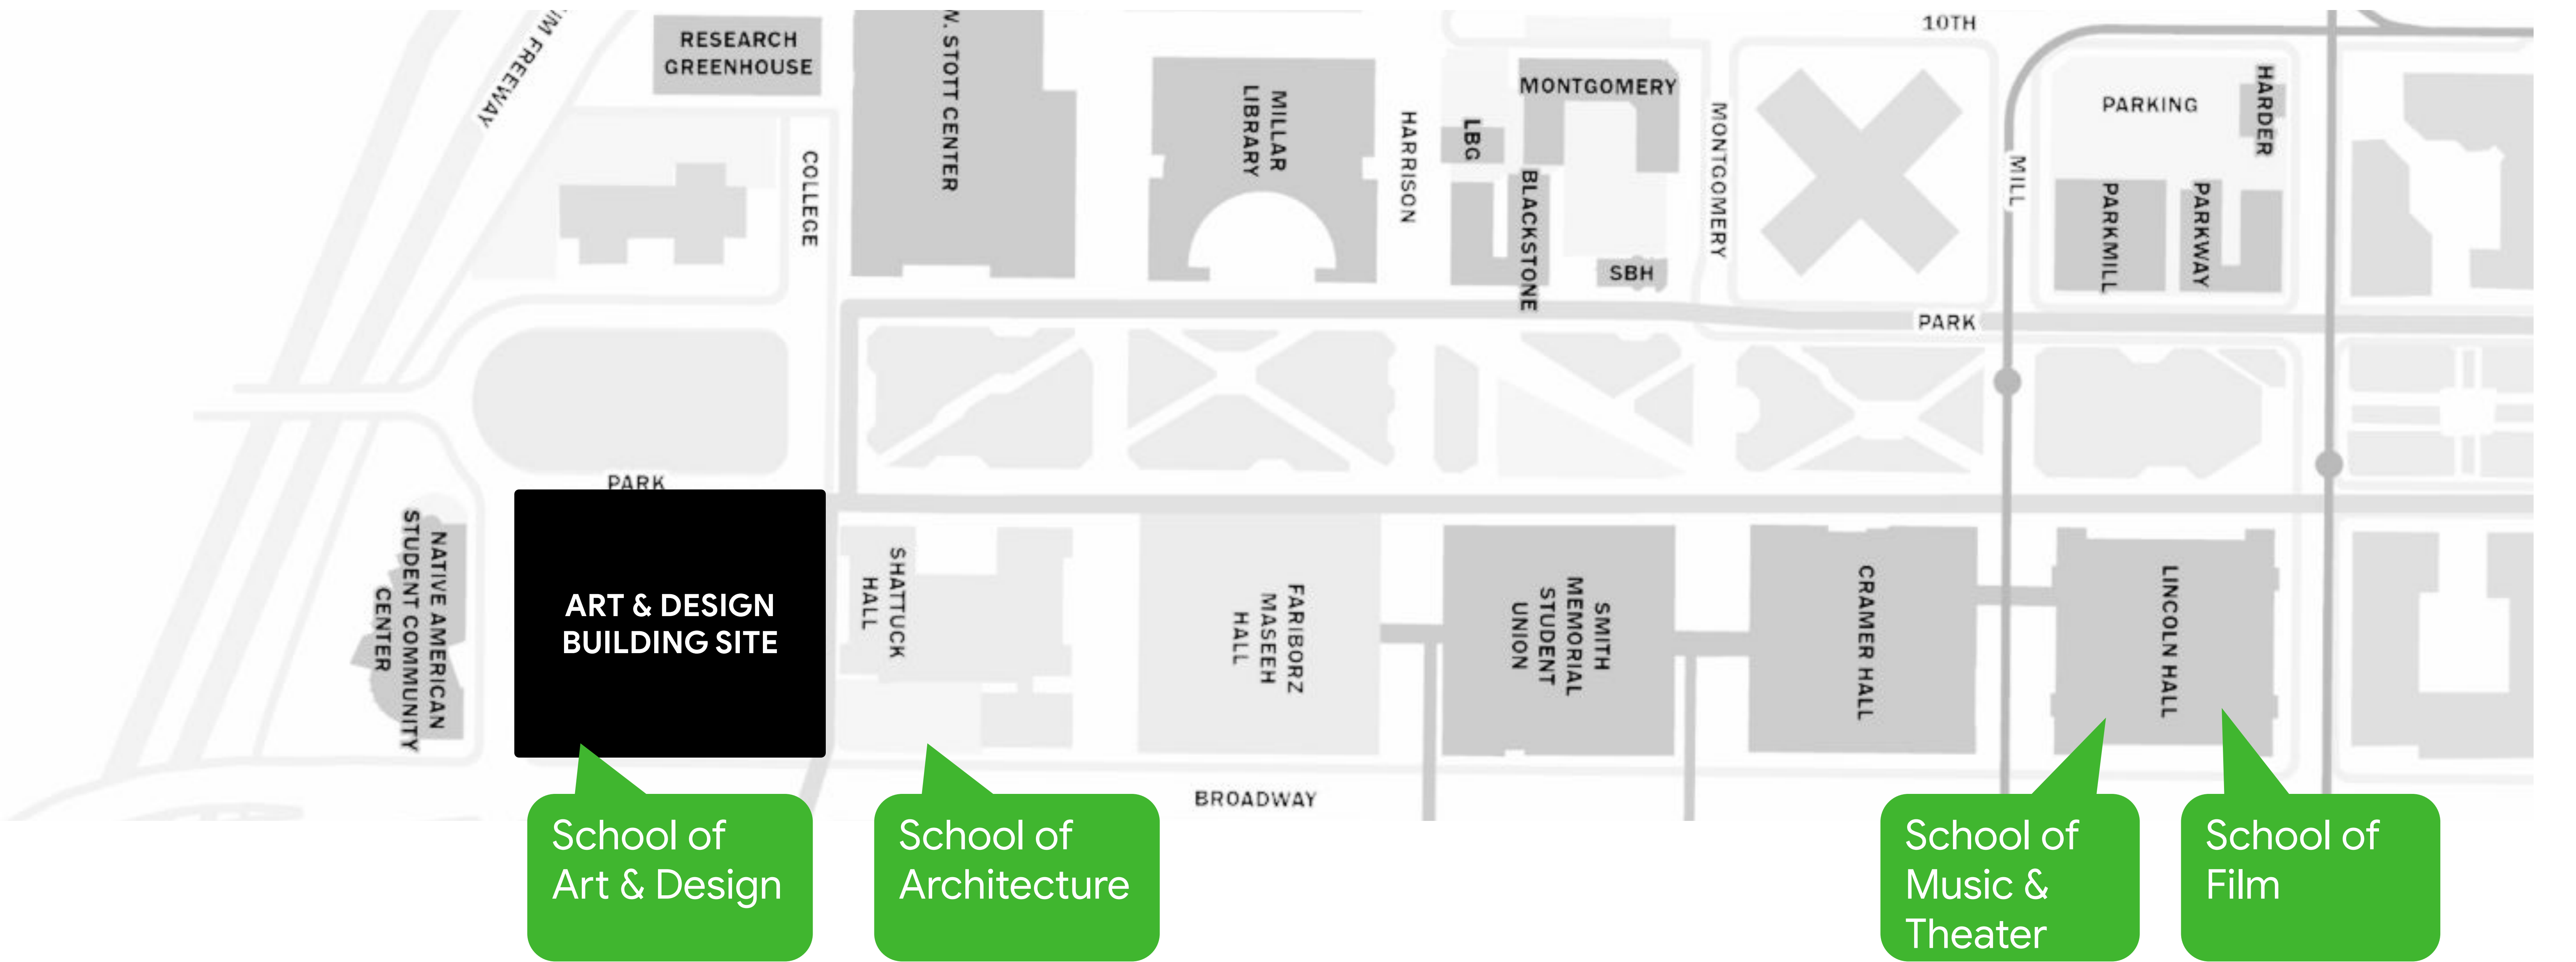 UM FREEWAY
RESEARCH
GREENHOUSE
W. STOTT CENTER
MILLAR
LIBRARY
HARRISON
LBG
MONTGOMERY
BLACKSTONE
SBH
MONTGOMERY
10TH
MILL
PARKING
HARDER
PARKMILL
PARKWAY
COLLEGE
PARK
PARK
NATIVE AMERICAN
STUDENT COMMUNITY
CENTER
ART & DESIGN
BUILDING SITE
SHATTUCK
HALL
FARIBORZ
MASEEH
HALL
SMITH
MEMORIAL
STUDENT
UNION
CRAMER HALL
LINCOLN HALL
BROADWAY
School of
Art & Design
School of
Architecture
School of
Music &
Theater
School of
Film